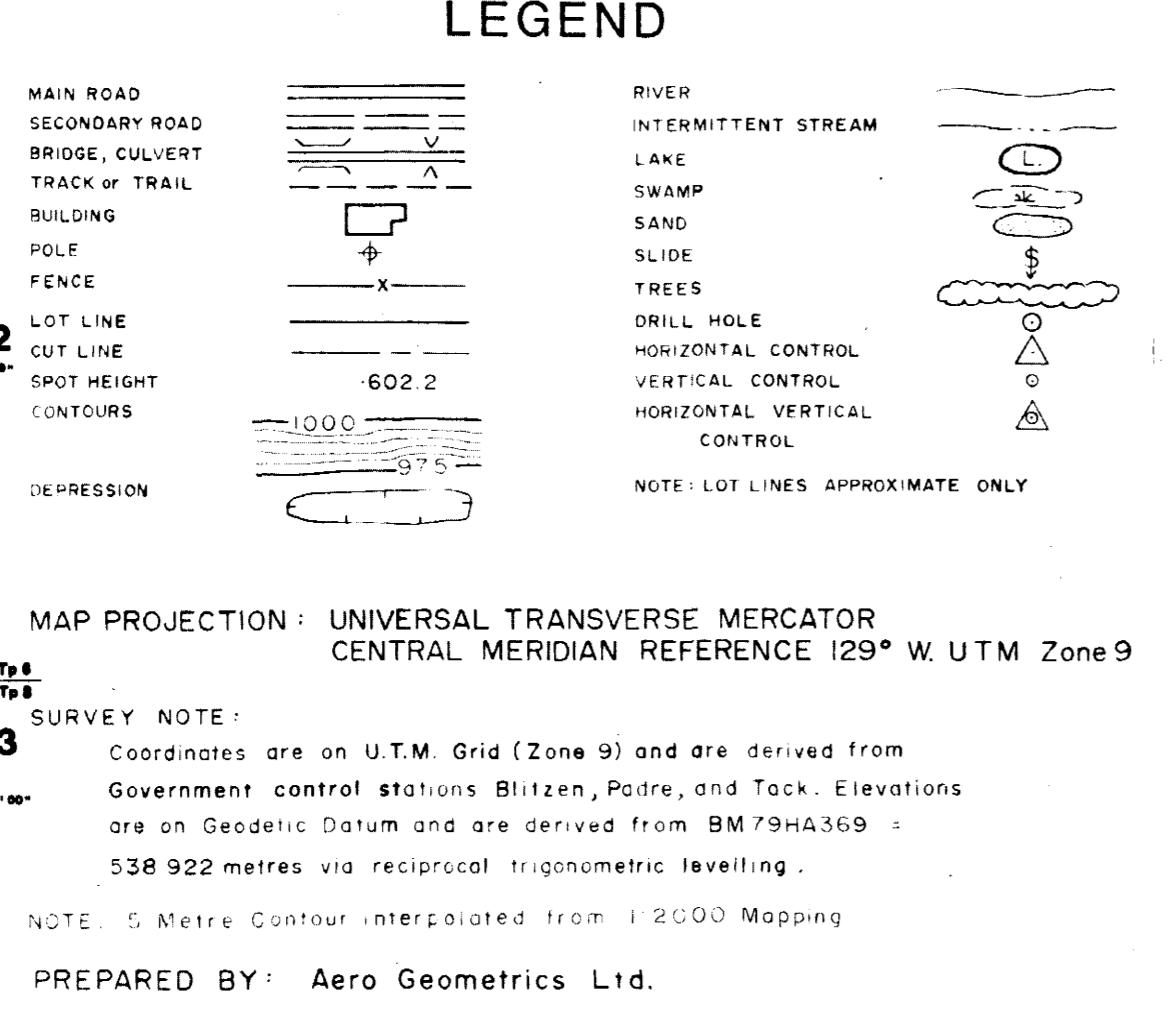 LEGEND
MAIN ROAD
SECONDARY ROAD
BRIDGE, CULVERT
TRACK or TRAIL
BUILDING
POLE
FENCE
X
LOT LINE
CUT LINE
SPOT HEIGHT
·602.2
CONTOURS
1000
975
DEPRESSION
RIVER
INTERMITTENT STREAM
LAKE
L.
SWAMP
SAND
SLIDE
$
TREES
DRILL HOLE
HORIZONTAL CONTROL
VERTICAL CONTROL
HORIZONTAL VERTICAL
CONTROL
NOTE: LOT LINES APPROXIMATE ONLY
2
MAP PROJECTION : UNIVERSAL TRANSVERSE MERCATOR
CENTRAL MERIDIAN REFERENCE 129° W. UTM Zone 9
Tp 6
Tp 8
3
'00"
SURVEY NOTE:
Coordinates are on U.T.M. Grid (Zone 9) and are derived from
Government control stations Blitzen, Padre, and Tack. Elevations
are on Geodetic Datum and are derived from BM79HA369 =
538 922 metres via reciprocal trigonometric levelling.
NOTE. 5 Metre Contour interpolated from 1:2000 Mapping
PREPARED BY: Aero Geometrics Ltd.